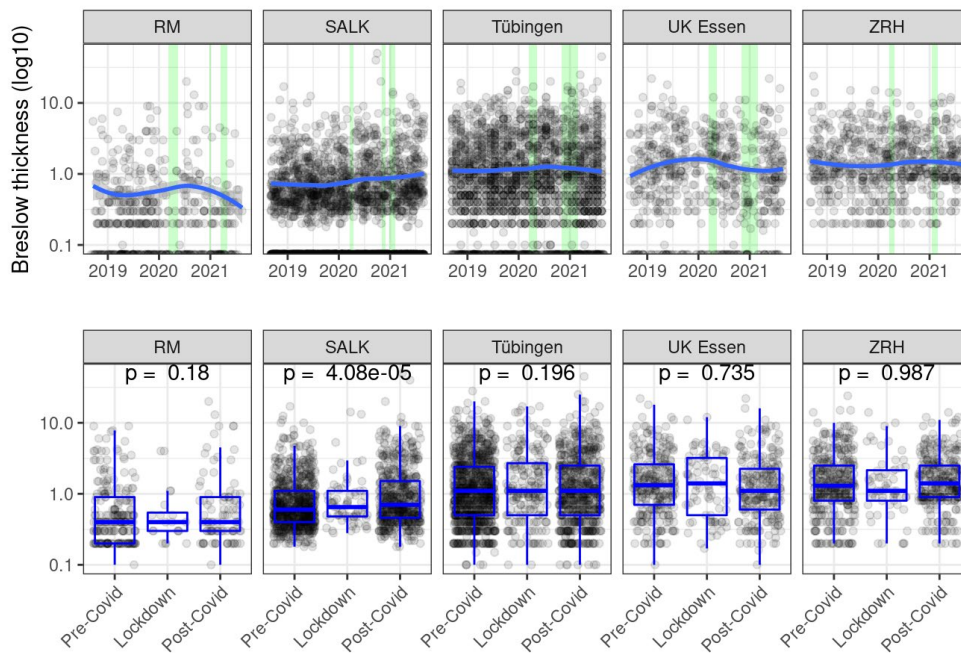 RM SALK Tübingen UK Essen ZRH
Breslow thickness (log10)
10.0
1.0
0.1
2019 2020 2021 2019 2020 2021 2019 2020 2021 2019 2020 2021 2019 2020 2021
RM SALK Tübingen UK Essen ZRH
p = 0.18 p = 4.08e-05 p = 0.196 p = 0.735 p = 0.987
10.0
1.0
0.1
Pre-Covid Lockdown Post-Covid Pre-Covid Lockdown Post-Covid Pre-Covid Lockdown Post-Covid Pre-Covid Lockdown Post-Covid Pre-Covid Lockdown Post-Covid